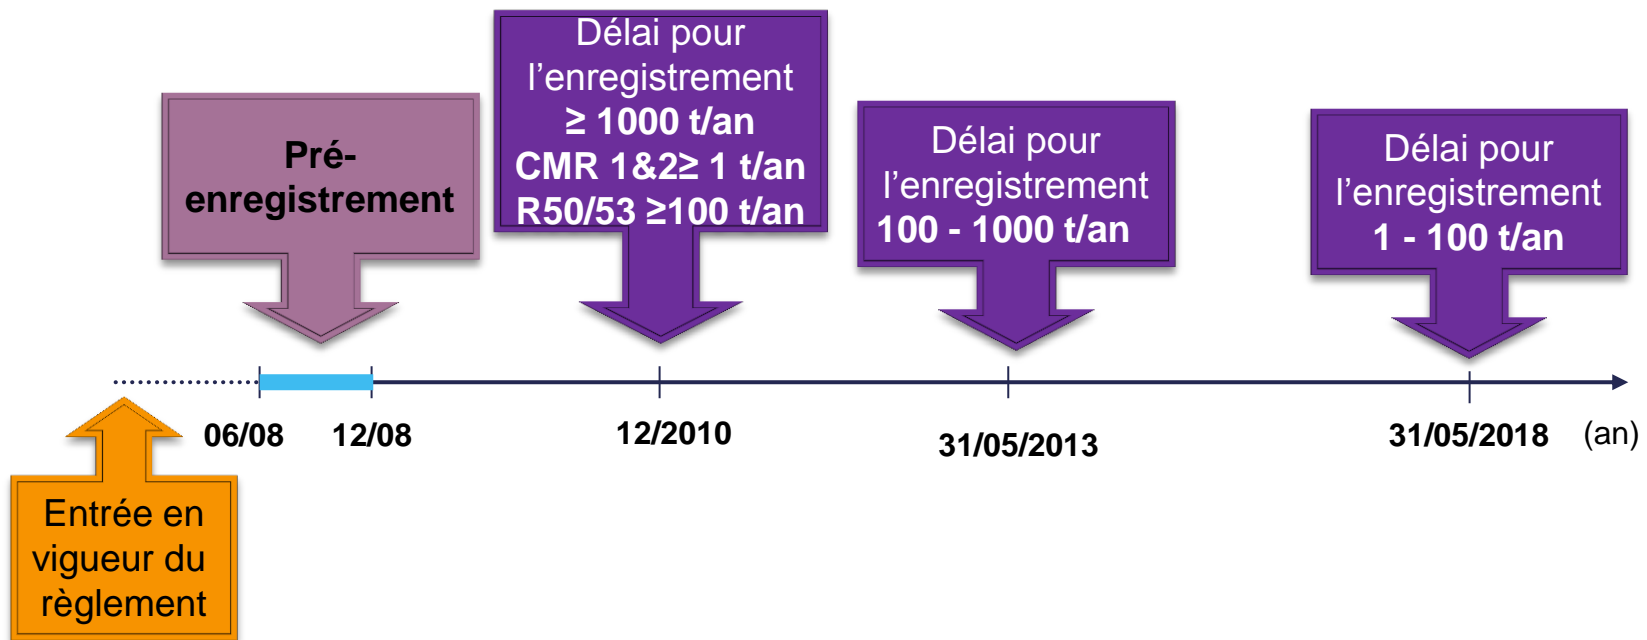 Pré-
enregistrement
Délai pour
l’enregistrement
≥ 1000 t/an
CMR 1&2≥ 1 t/an
R50/53 ≥100 t/an
Délai pour
l’enregistrement
100 - 1000 t/an
Délai pour
l’enregistrement
1 - 100 t/an
06/08
12/08
12/2010
31/05/2013
31/05/2018
(an)
Entrée en
vigueur du
règlement